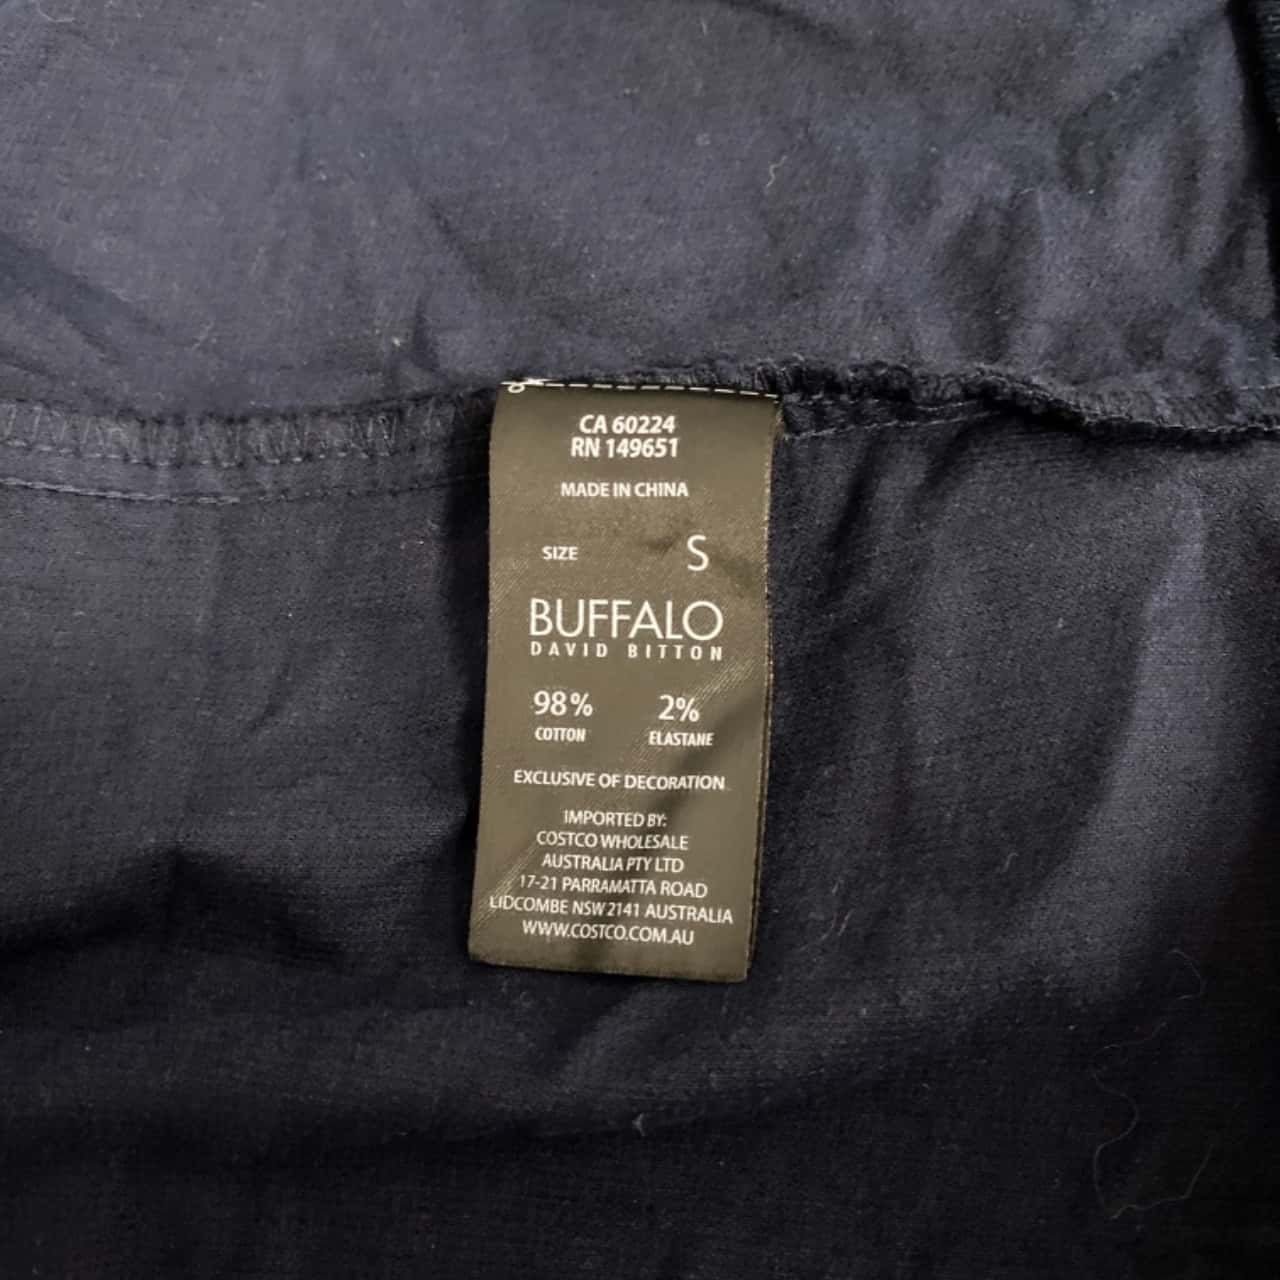 CA 60224
RN 149651
MADE IN CHINA
SIZE S
BUFFALO
DAVID BITTON
98% 2%
COTTON ELASTANE
EXCLUSIVE OF DECORATION
IMPORTED BY:
COSTCO WHOLESALE
AUSTRALIA PTY LTD
17-21 PARRAMATTA ROAD
LIDCOMBE NSW 2141 AUSTRALIA
WWW.COSTCO.COM.AU